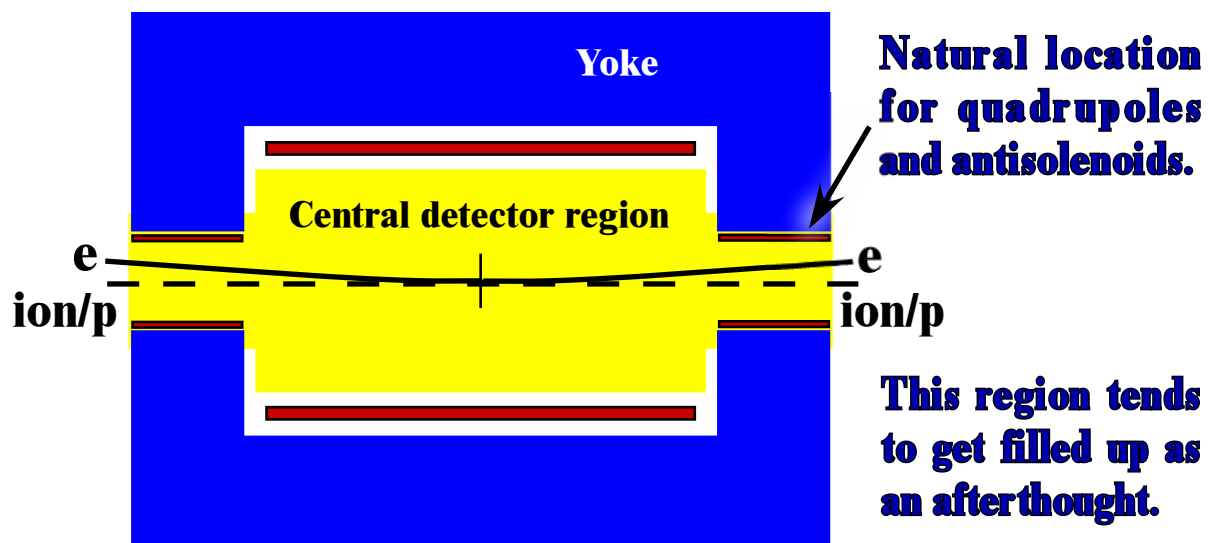 Yoke
Natural location
for quadrupoles
and antisolenoids.
Central detector region
e
e
ion/p
ion/p
This region tends
to get filled up as
an afterthought.